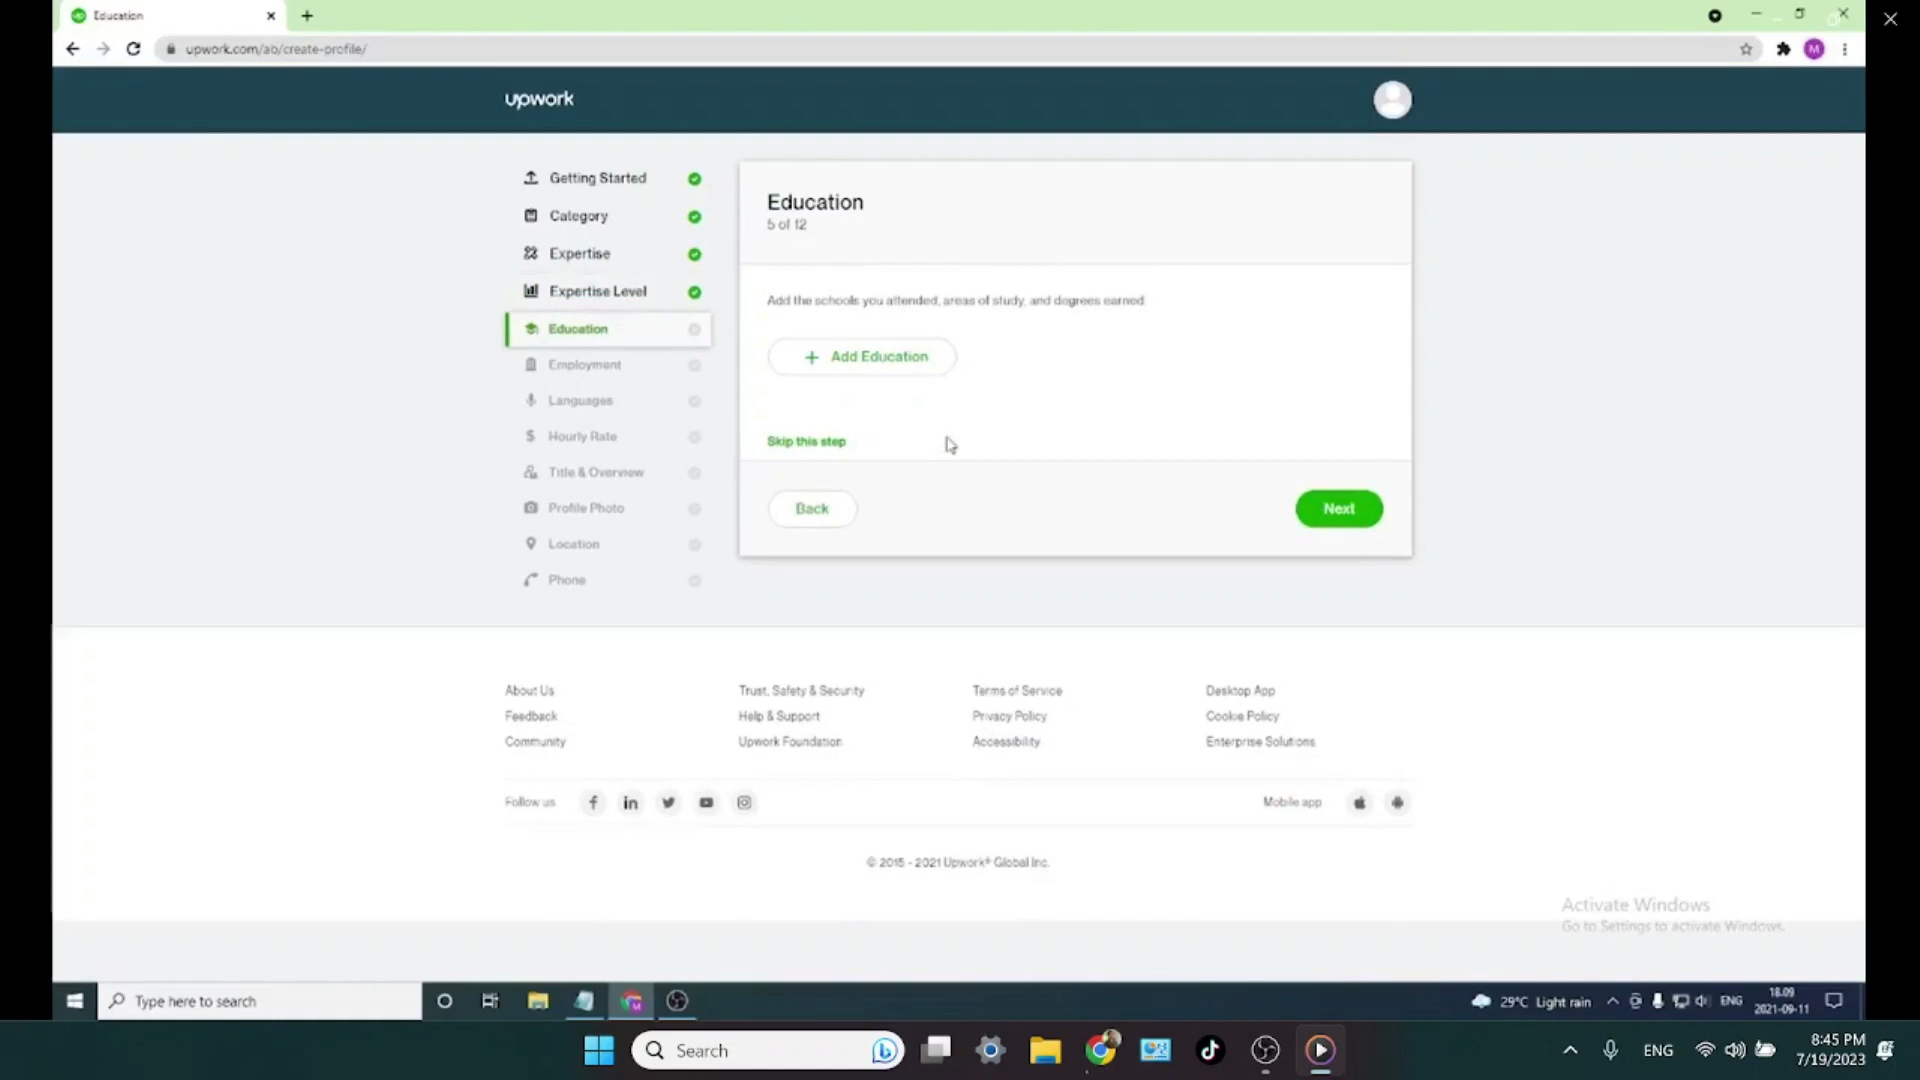 Education
upwork.com/ab/create-profile/
M
upwork
Getting Started
Category
Expertise
Expertise Level
Education
Employment
Languages
Hourly Rate
Title & Overview
Profile Photo
Location
Phone
Education
5 of 12
Add the schools you attended, areas of study, and degrees earned.
Add Education
Skip this step
Back
Next
About Us
Feedback
Community
Trust, Safety & Security
Help & Support
Upwork Foundation
Terms of Service
Privacy Policy
Accessibility
Desktop App
Cookie Policy
Enterprise Solutions
Follow us
Mobile app
© 2015 - 2021 Upwork® Global Inc.
Activate Windows
Go to Settings to activate Windows.
Type here to search
29°C Light rain
ENG
18.09
2021-09-11
Search
ENG
8:45 PM
7/19/2023